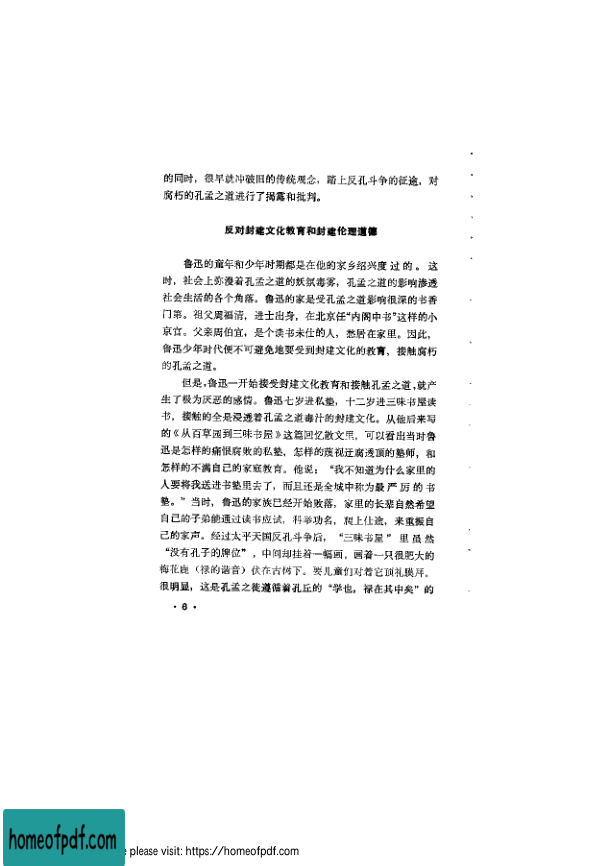 的同时，很早就冲破旧的传统观念，踏上反孔斗争的征途，对
腐朽的孔孟之道进行了揭露和批判。
反对封建文化教育和封建伦理道德
鲁迅的童年和少年时期都是在他的家乡绍兴度过的。这
时，社会上弥漫着孔孟之道的妖氛毒雾，孔孟之道的影响渗透
社会生活的各个角落。鲁迅的家是受孔孟之道影响很深的书香
门第。祖父周福清，进士出身，在北京任“内阁中书”这样的小
京官。父亲周伯宜，是个读书未仕的人，愁居在家里。因此，
鲁迅少年时代便不可避免地要受到封建文化的教育，接触腐朽
的孔孟之道。
但是，鲁迅一开始接受封建文化教育和接触孔孟之道，就产
生了极为厌恶的感情。鲁迅七岁进私塾，十二岁进三味书屋读
书，接触的全是浸透着孔孟之道毒汁的封建文化。从他后来写
的《从百草园到三味书屋》这篇回忆散文里，可以看出当时鲁
迅是怎样的痛恨腐败的私塾，怎样的蔑视迂腐透顶的塾师，和
怎样的不满自己的家庭教育。他说：“我不知道为什么家里的
人要将我送进书塾里去了，而且还是全城中称为最严厉的书
塾。”当时，鲁迅的家族已经开始败落，家里的长辈自然希望
自己的子弟能通过读书应试，科举功名，爬上仕途，来重振自
己的家声。经过太平天国反孔斗争后，“三味书屋”里虽然
“没有孔子的牌位”，中间却挂着一幅画，画着一只很肥大的
梅花鹿（禄的谐音）伏在古树下。要儿童们对着它顶礼膜拜。
很明显，这是孔孟之徒遵循着孔丘的“学也，禄在其中矣”的
·6·
homeofpdf.com
e please visit: https://homeofpdf.com